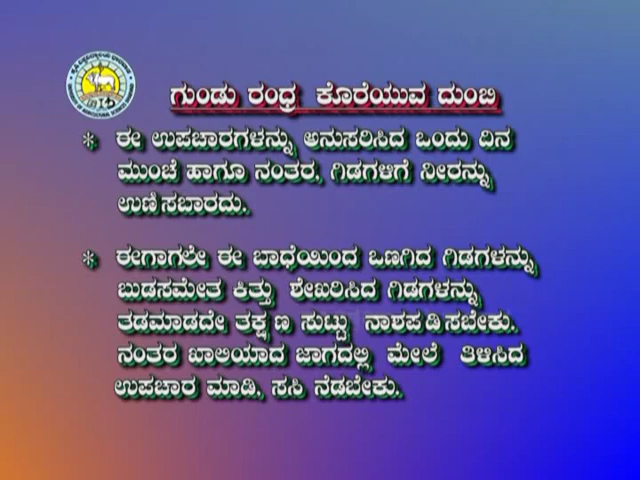 ಗುಂಡು ರಂಧ್ರ ಕೊರೆಯುವ ದುಂಬಿ
* ಈ ಉಪಚಾರಗಳನ್ನು ಅನುಸರಿಸಿದ ಒಂದು ದಿನ
ಮುಂಚೆ ಹಾಗೂ ನಂತರ, ಗಿಡಗಳಿಗೆ ನೀರನ್ನು
ಉಣಿಸಬಾರದು.
* ಈಗಾಗಲೇ ಈ ಬಾಧೆಯಿಂದ ಒಣಗಿದ ಗಿಡಗಳನ್ನು
ಬುಡಸಮೇತ ಕಿತ್ತು ಶೇಖರಿಸಿದ ಗಿಡಗಳನ್ನು
ತಡಮಾಡದೇ ತಕ್ಷಣ ಸುಟ್ಟು ನಾಶಪಡಿಸಬೇಕು.
ನಂತರ ಖಾಲಿಯಾದ ಜಾಗದಲ್ಲಿ ಮೇಲೆ ತಿಳಿಸಿದ
ಉಪಚಾರ ಮಾಡಿ, ಸಸಿ ನೆಡಬೇಕು.